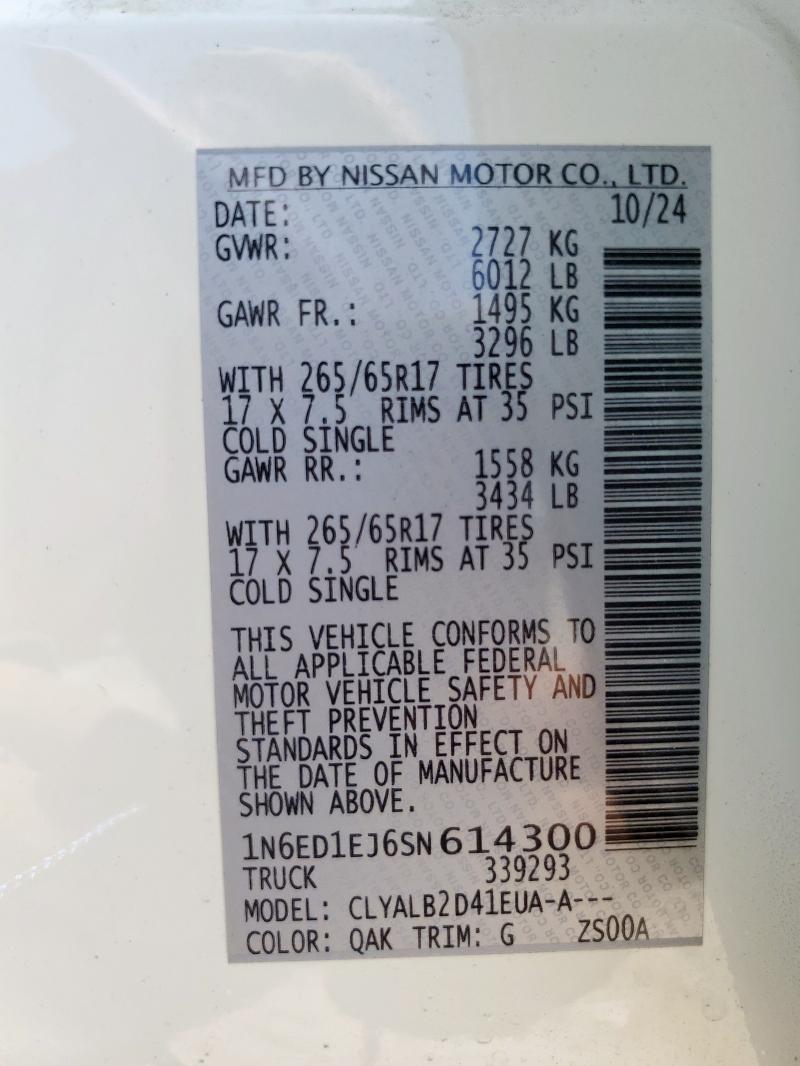 MFD BY NISSAN MOTOR CO., LTD.
DATE: 10/24
GVWR: 2727 KG
6012 LB
GAWR FR.: 1495 KG
3296 LB
WITH 265/65R17 TIRES
17 X 7.5 RIMS AT 35 PSI
COLD SINGLE
GAWR RR.: 1558 KG
3434 LB
WITH 265/65R17 TIRES
17 X 7.5 RIMS AT 35 PSI
COLD SINGLE
THIS VEHICLE CONFORMS TO
ALL APPLICABLE FEDERAL
MOTOR VEHICLE SAFETY AND
THEFT PREVENTION
STANDARDS IN EFFECT ON
THE DATE OF MANUFACTURE
SHOWN ABOVE.
1N6ED1EJ6SN614300
TRUCK 339293
MODEL: CLYALB2D41EUA-A---
COLOR: QAK TRIM: G ZS00A